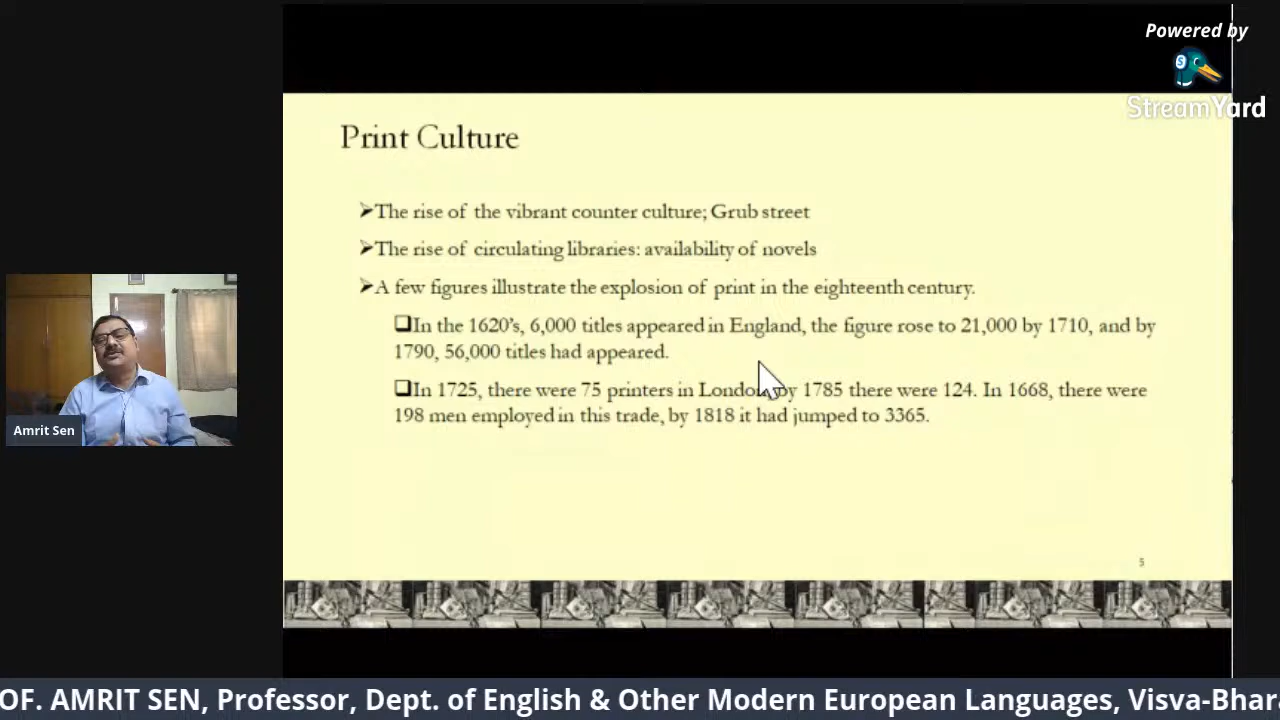 Powered by
StreamYard
Print Culture
The rise of the vibrant counter culture; Grub street
The rise of circulating libraries: availability of novels
A few figures illustrate the explosion of print in the eighteenth century.
In the 1620's, 6,000 titles appeared in England, the figure rose to 21,000 by 1710, and by
1790, 56,000 titles had appeared.
In 1725, there were 75 printers in London, by 1785 there were 124. In 1668, there were
198 men employed in this trade, by 1818 it had jumped to 3365.
Amrit Sen
5
OF. AMRIT SEN, Professor, Dept. of English & Other Modern European Languages, Visva-Bhara